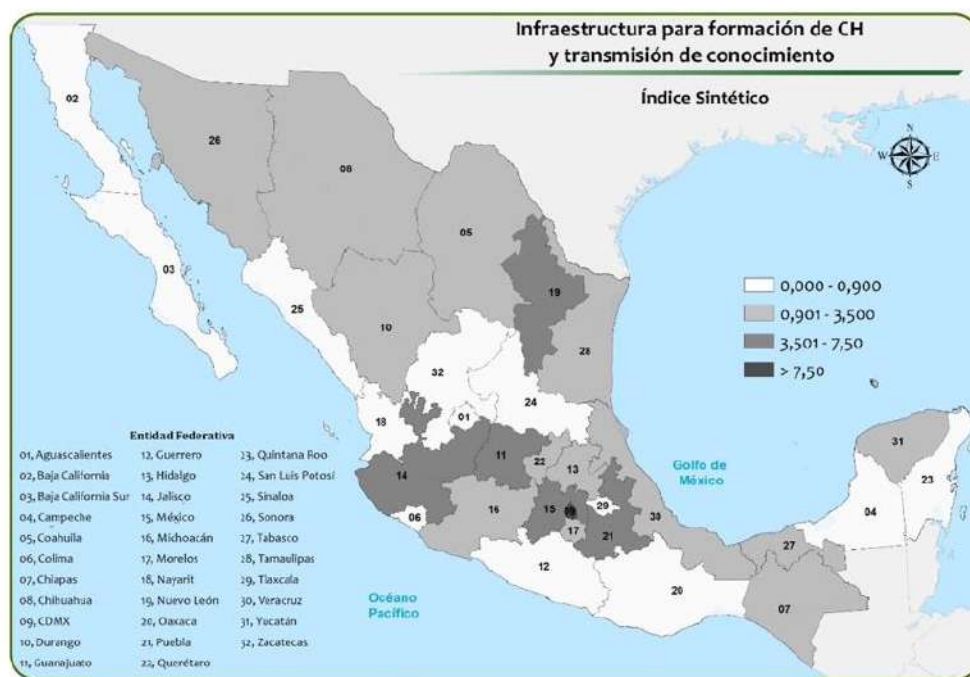 Infraestructura para formación de CH
y transmisión de conocimiento
Índice Sintético
N
W E
S
0,000 - 0,900
0,901 - 3,500
3,501 - 7,50
> 7,50
02
26
08
05
03
19
25
10
28
32
24
18
01
31
11
22
13
14
23
04
15
09
29
30
16
06
17
21
27
12
20
07
Golfo de
México
Océano
Pacífico
Entidad Federativa
01, Aguascalientes
02, Baja California
03, Baja California Sur
04, Campeche
05, Coahuila
06, Colima
07, Chiapas
08, Chihuahua
09, CDMX
10, Durango
11, Guanajuato
12, Guerrero
13, Hidalgo
14, Jalisco
15, México
16, Michoacán
17, Morelos
18, Nayarit
19, Nuevo León
20, Oaxaca
21, Puebla
22, Querétaro
23, Quintana Roo
24, San Luis Potosí
25, Sinaloa
26, Sonora
27, Tabasco
28, Tamaulipas
29, Tlaxcala
30, Veracruz
31, Yucatán
32, Zacatecas